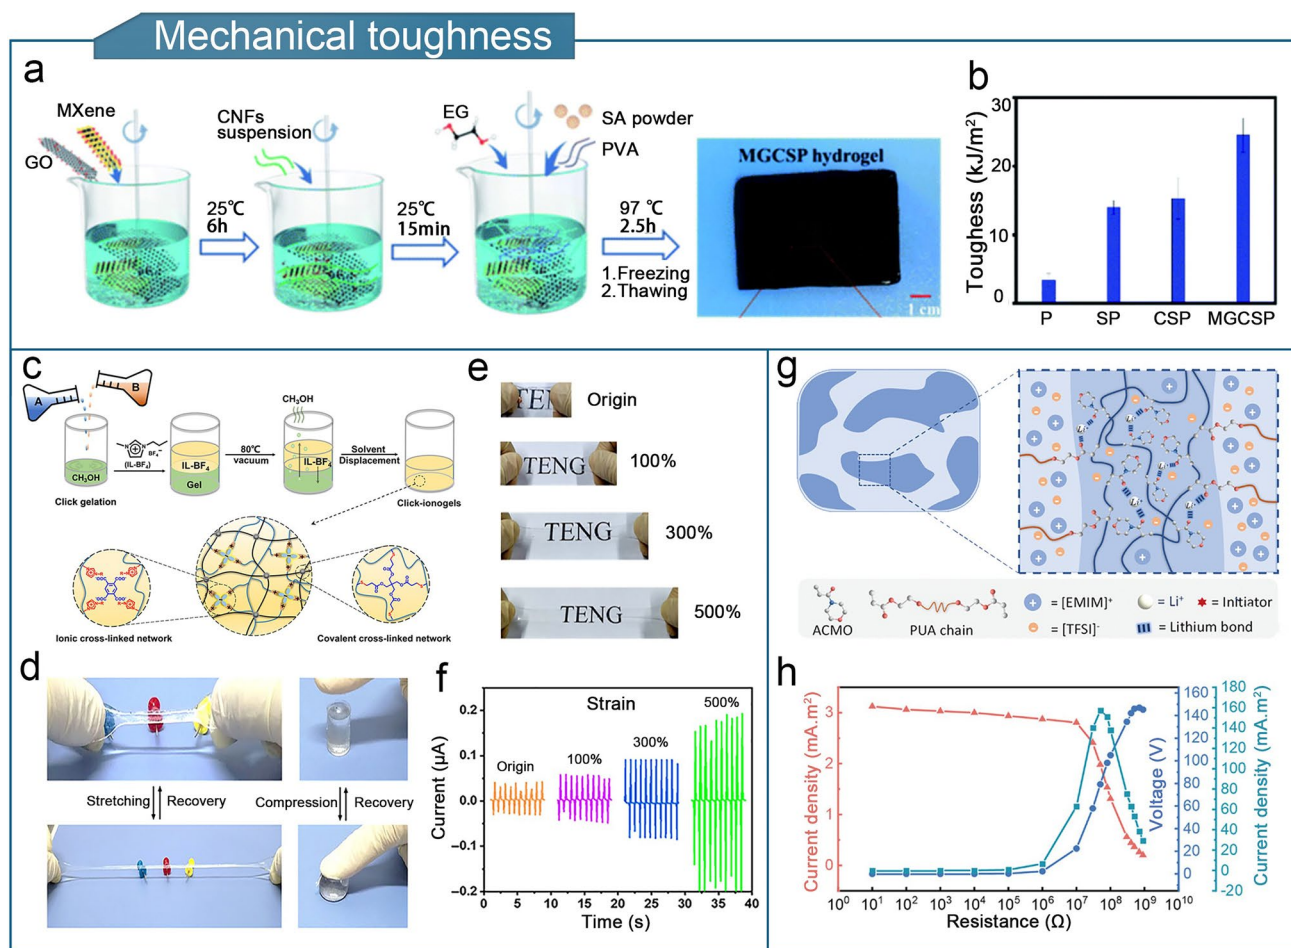 Mechanical toughness
a
MXene
GO
25℃
6h
CNFs
suspension
25℃
15min
EG
SA powder
PVA
97 ℃
2.5h
1.Freezing
2.Thawing
MGCSP hydrogel
1 cm
b
Toughess (kJ/m²)
30
20
10
0
P
SP
CSP
MGCSP
c
A
B
CH₃OH
Click gelation
BF₄⁻
(IL-BF₄)
IL-BF₄
Gel
80℃
vacuum
CH₃OH
IL-BF₄
Solvent
Displacement
Click-ionogels
Ionic cross-linked network
Covalent cross-linked network
d
Stretching
Recovery
Compression
Recovery
e
TEN
Origin
TENG
100%
TENG
300%
TENG
500%
f
Current (μA)
0.2
0.1
0.0
−0.1
−0.2
Strain
Origin
100%
300%
500%
0 5 10 15 20 25 30 35 40
Time (s)
g
ACMO
PUA chain
= [EMIM]⁺
= [TFSI]⁻
= Li⁺
= Initiator
= Lithium bond
h
Current density (mA.m²)
3
2
1
0
Voltage (V)
160
140
120
100
80
60
40
20
0
Current density (mA.m²)
180
160
140
120
100
80
60
40
20
0
-20
10⁰ 10¹ 10² 10³ 10⁴ 10⁵ 10⁶ 10⁷ 10⁸ 10⁹ 10¹⁰
Resistance (Ω)